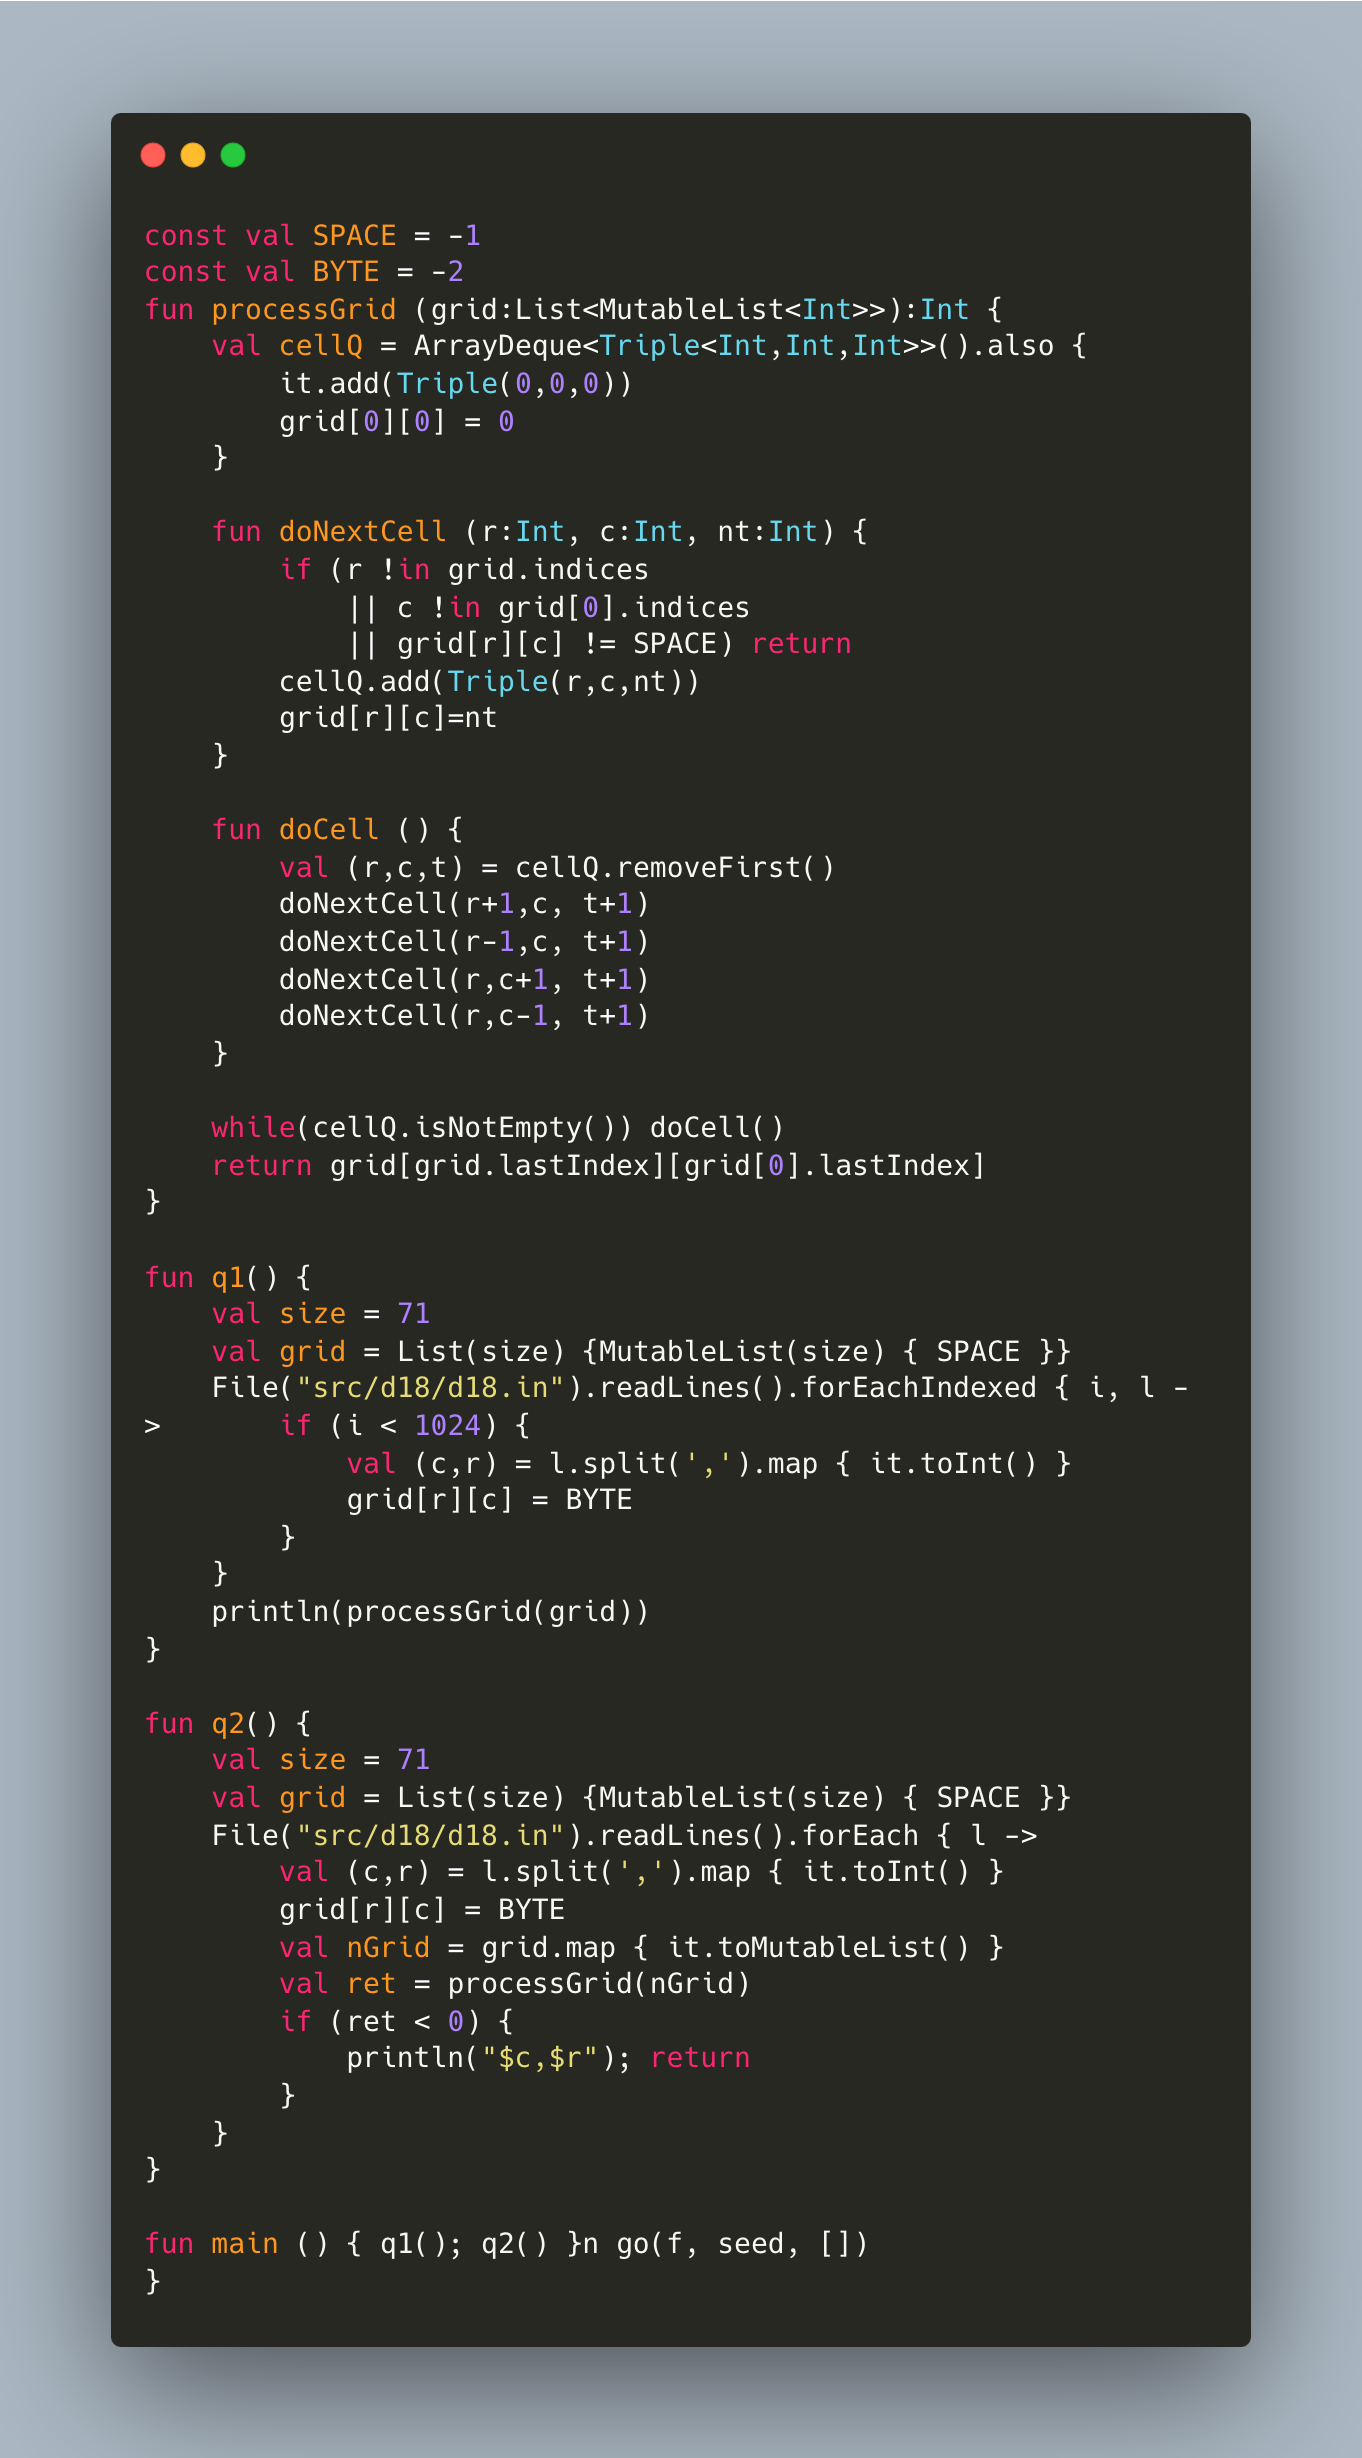 const val SPACE = -1
const val BYTE = -2
fun processGrid (grid:List<MutableList<Int>>):Int {
    val cellQ = ArrayDeque<Triple<Int,Int,Int>>().also {
        it.add(Triple(0,0,0))
        grid[0][0] = 0
    }

    fun doNextCell (r:Int, c:Int, nt:Int) {
        if (r !in grid.indices
            || c !in grid[0].indices
            || grid[r][c] != SPACE) return
        cellQ.add(Triple(r,c,nt))
        grid[r][c]=nt
    }

    fun doCell () {
        val (r,c,t) = cellQ.removeFirst()
        doNextCell(r+1,c, t+1)
        doNextCell(r-1,c, t+1)
        doNextCell(r,c+1, t+1)
        doNextCell(r,c-1, t+1)
    }

    while(cellQ.isNotEmpty()) doCell()
    return grid[grid.lastIndex][grid[0].lastIndex]
}

fun q1() {
    val size = 71
    val grid = List(size) {MutableList(size) { SPACE }}
    File("src/d18/d18.in").readLines().forEachIndexed { i, l -
>       if (i < 1024) {
            val (c,r) = l.split(',').map { it.toInt() }
            grid[r][c] = BYTE
        }
    }
    println(processGrid(grid))
}

fun q2() {
    val size = 71
    val grid = List(size) {MutableList(size) { SPACE }}
    File("src/d18/d18.in").readLines().forEach { l ->
        val (c,r) = l.split(',').map { it.toInt() }
        grid[r][c] = BYTE
        val nGrid = grid.map { it.toMutableList() }
        val ret = processGrid(nGrid)
        if (ret < 0) {
            println("$c,$r"); return
        }
    }
}

fun main () { q1(); q2() }n go(f, seed, [])
}